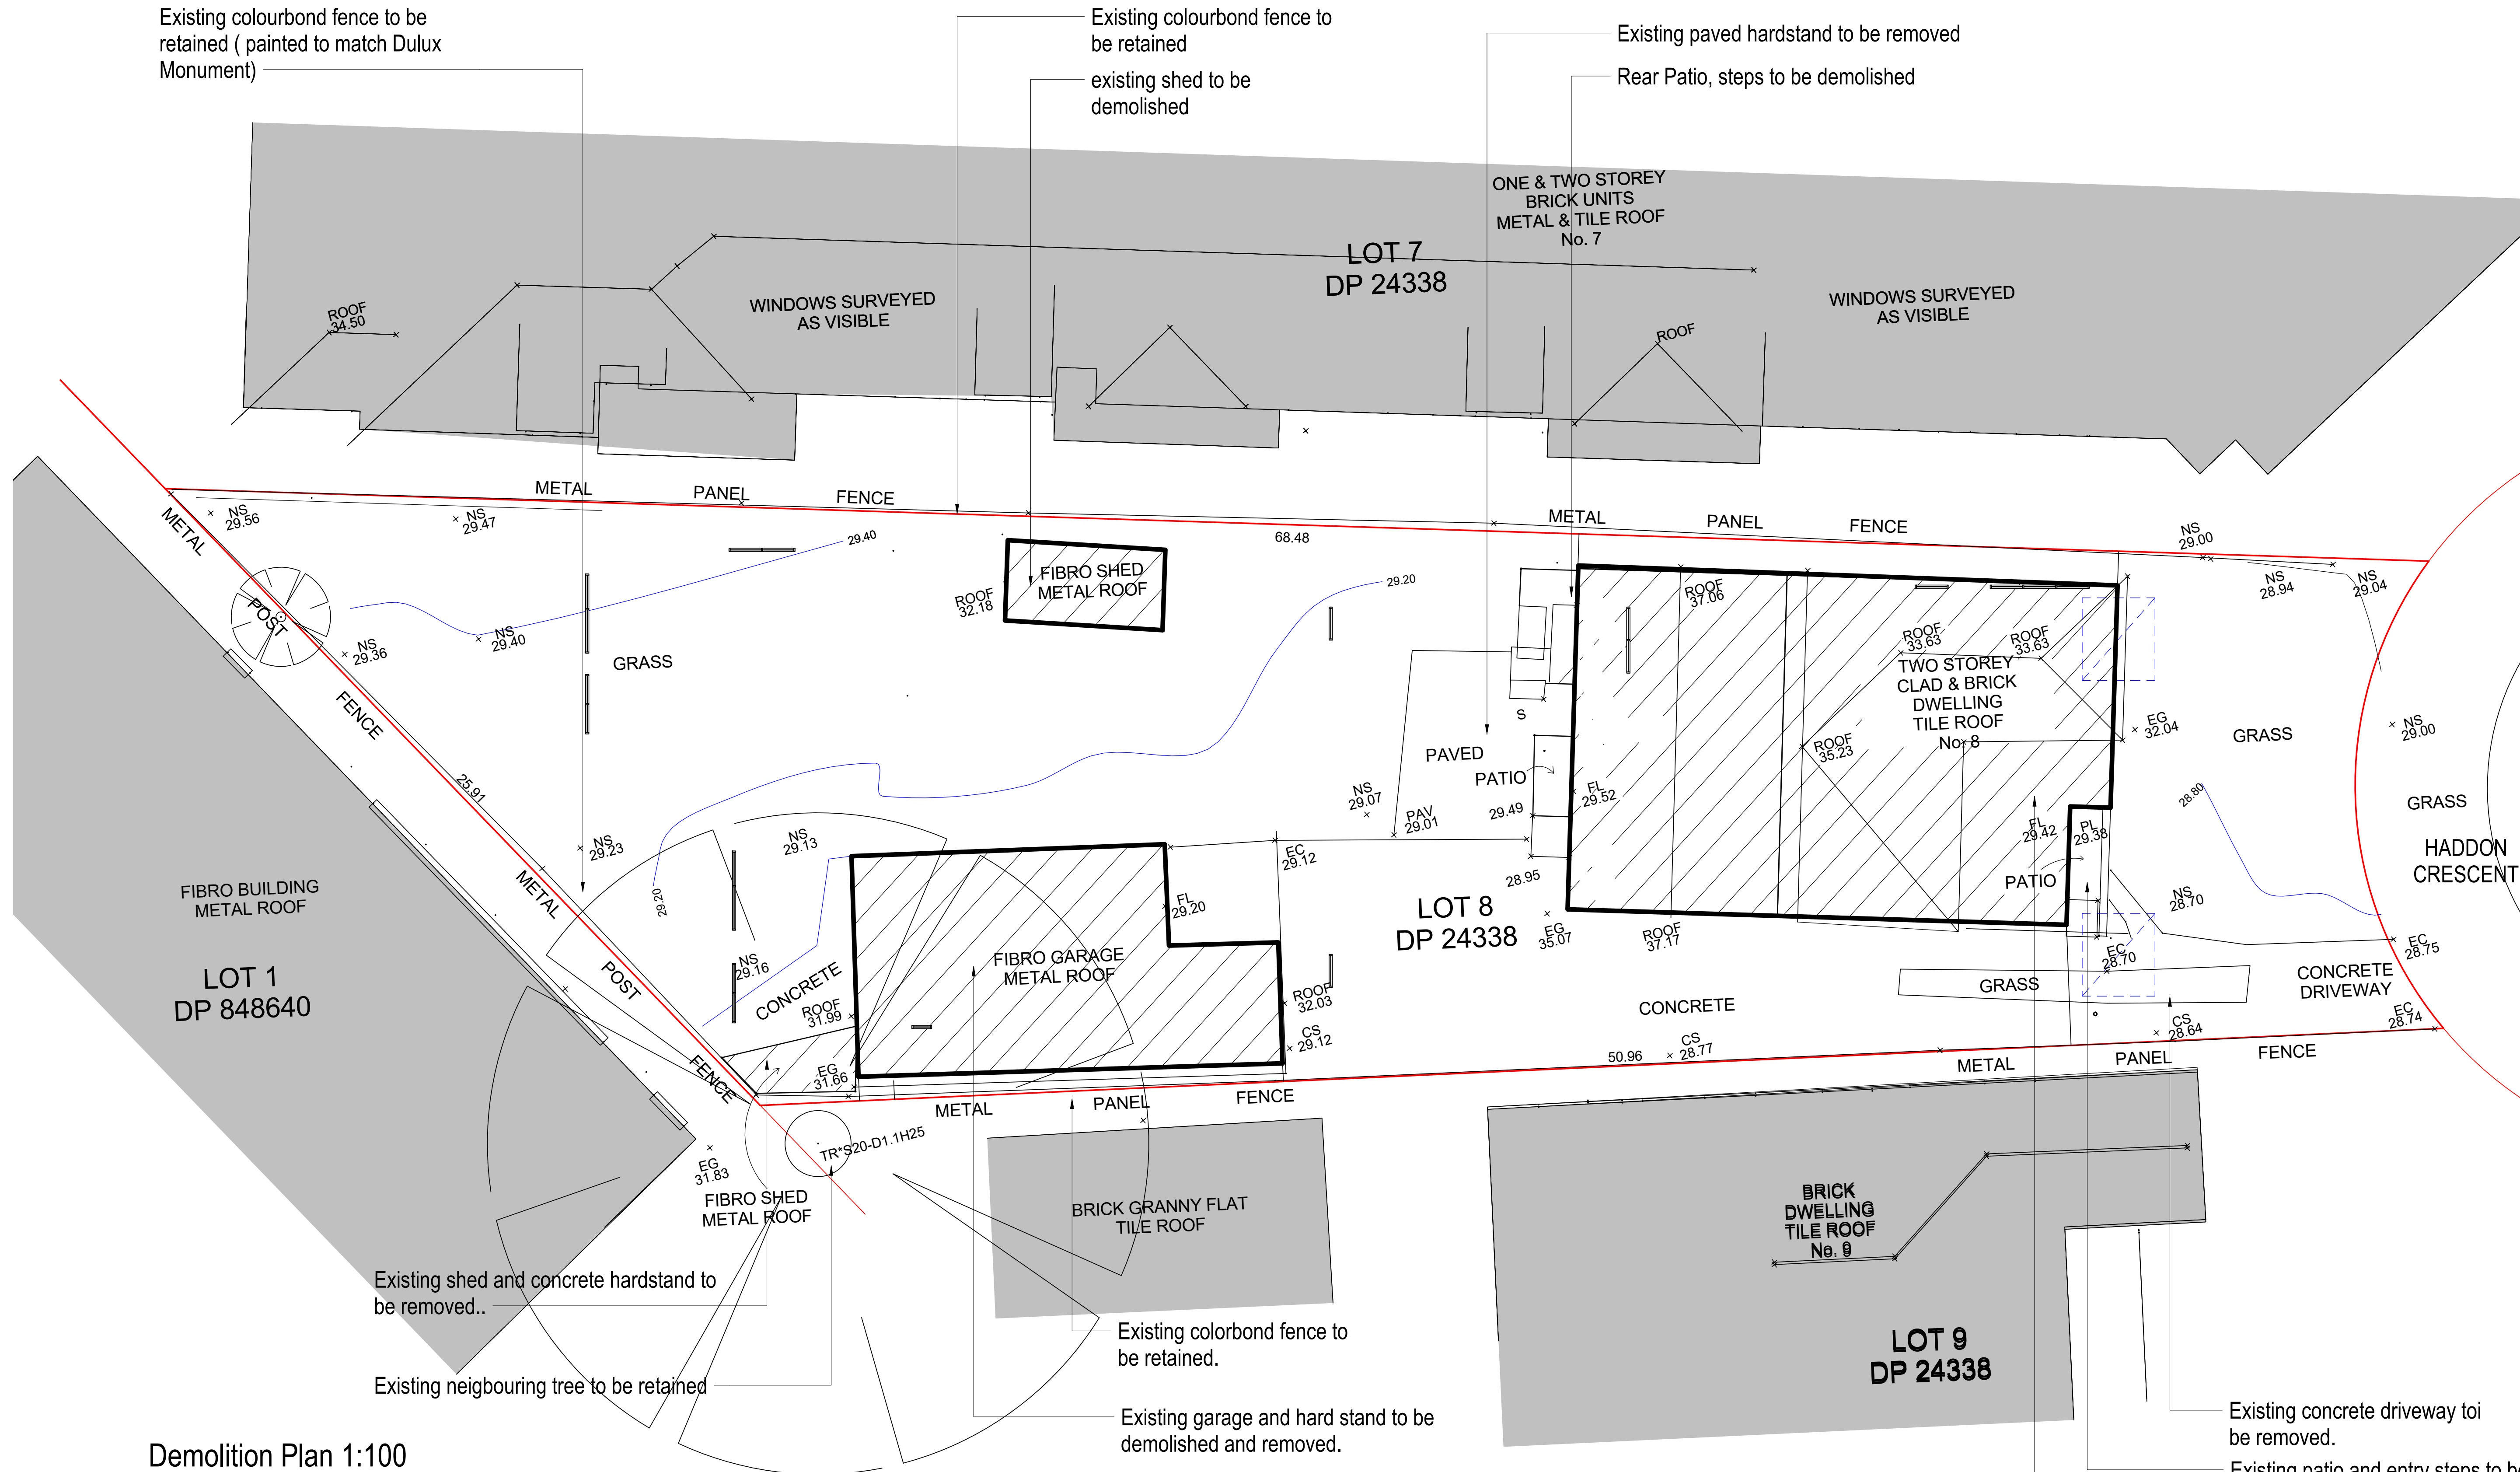 Existing colourbond fence to be
retained ( painted to match Dulux
Monument)
Existing colourbond fence to
be retained
existing shed to be
demolished
Existing paved hardstand to be removed
Rear Patio, steps to be demolished
ONE & TWO STOREY
BRICK UNITS
METAL & TILE ROOF
No. 7
LOT 7
DP 24338
ROOF
34.50
WINDOWS SURVEYED
AS VISIBLE
WINDOWS SURVEYED
AS VISIBLE
ROOF
METAL
PANEL
FENCE
METAL
PANEL
FENCE
NS
29.56
NS
29.47
METAL
29.40
68.48
NS
29.00
NS
28.94
NS
29.04
FIBRO SHED
METAL ROOF
ROOF
32.18
29.20
ROOF
37.06
POST
NS
29.36
NS
29.40
GRASS
ROOF
33.63
ROOF
33.63
TWO STOREY
CLAD & BRICK
DWELLING
TILE ROOF
No. 8
FENCE
S
EG
32.04
GRASS
NS
29.00
PAVED
PATIO
ROOF
35.23
25.91
NS
29.07
PAV
29.01
29.49
FL
29.52
28.80
GRASS
NS
29.23
NS
29.13
EC
29.12
FL
29.42
PL
29.38
HADDON
CRESCENT
METAL
29.20
28.95
PATIO
FIBRO BUILDING
METAL ROOF
FL
29.20
LOT 8
DP 24338
NS
28.70
EG
35.07
ROOF
37.17
LOT 1
DP 848640
POST
NS
29.16
CONCRETE
FIBRO GARAGE
METAL ROOF
EC
28.70
EC
28.75
GRASS
CONCRETE
DRIVEWAY
ROOF
31.99
ROOF
32.03
CONCRETE
CS
29.12
CS
28.64
EC
28.74
FENCE
EG
31.66
50.96
CS
28.77
METAL
PANEL
FENCE
METAL
PANEL
FENCE
TR*S20-D1.1H25
EG
31.83
FIBRO SHED
METAL ROOF
BRICK GRANNY FLAT
TILE ROOF
BRICK
DWELLING
TILE ROOF
No. 9
Existing shed and concrete hardstand to
be removed..
Existing colorbond fence to
be retained.
LOT 9
DP 24338
Existing neigbouring tree to be retained
Existing garage and hard stand to be
demolished and removed.
Existing concrete driveway toi
be removed.
Demolition Plan 1:100
Existing patio and entry steps to be